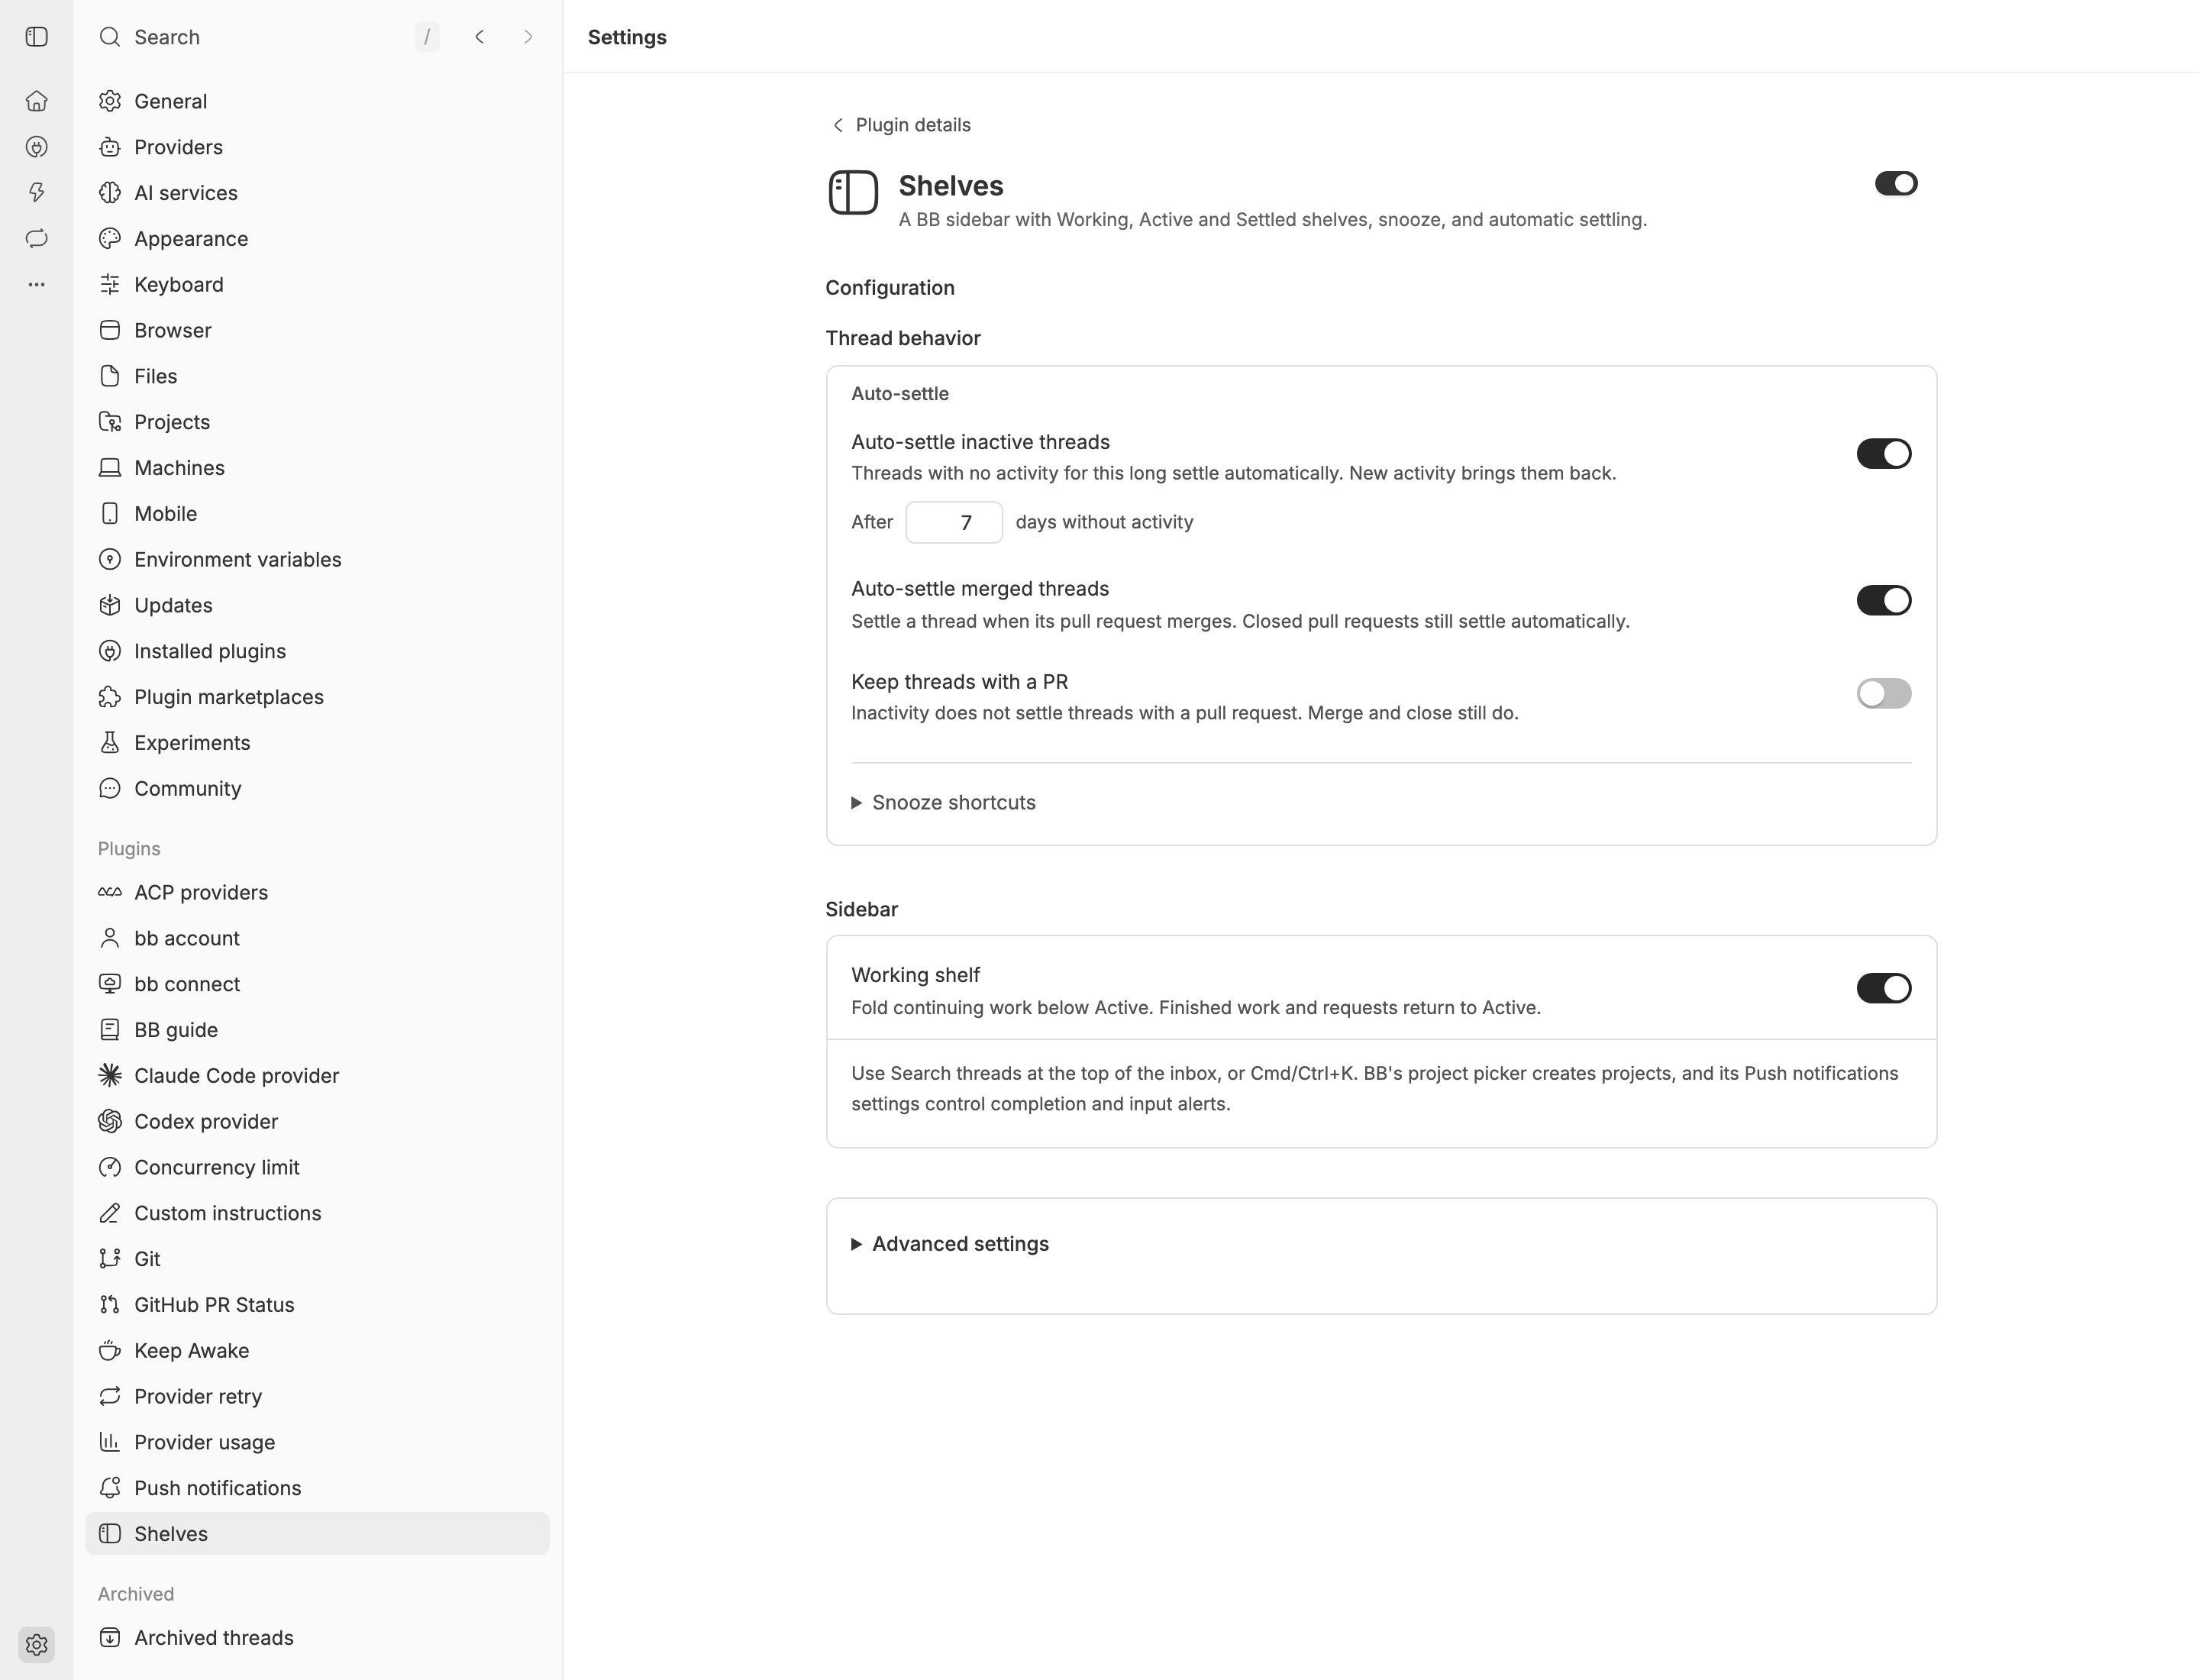 Search
/
General
Providers
AI services
Appearance
Keyboard
Browser
Files
Projects
Machines
Mobile
Environment variables
Updates
Installed plugins
Plugin marketplaces
Experiments
Community
Plugins
ACP providers
bb account
bb connect
BB guide
Claude Code provider
Codex provider
Concurrency limit
Custom instructions
Git
GitHub PR Status
Keep Awake
Provider retry
Provider usage
Push notifications
Shelves
Archived
Archived threads
Settings
Plugin details
Shelves
A BB sidebar with Working, Active and Settled shelves, snooze, and automatic settling.
Configuration
Thread behavior
Auto-settle
Auto-settle inactive threads
Threads with no activity for this long settle automatically. New activity brings them back.
After 7 days without activity
Auto-settle merged threads
Settle a thread when its pull request merges. Closed pull requests still settle automatically.
Keep threads with a PR
Inactivity does not settle threads with a pull request. Merge and close still do.
Snooze shortcuts
Sidebar
Working shelf
Fold continuing work below Active. Finished work and requests return to Active.
Use Search threads at the top of the inbox, or Cmd/Ctrl+K. BB's project picker creates projects, and its Push notifications
settings control completion and input alerts.
Advanced settings